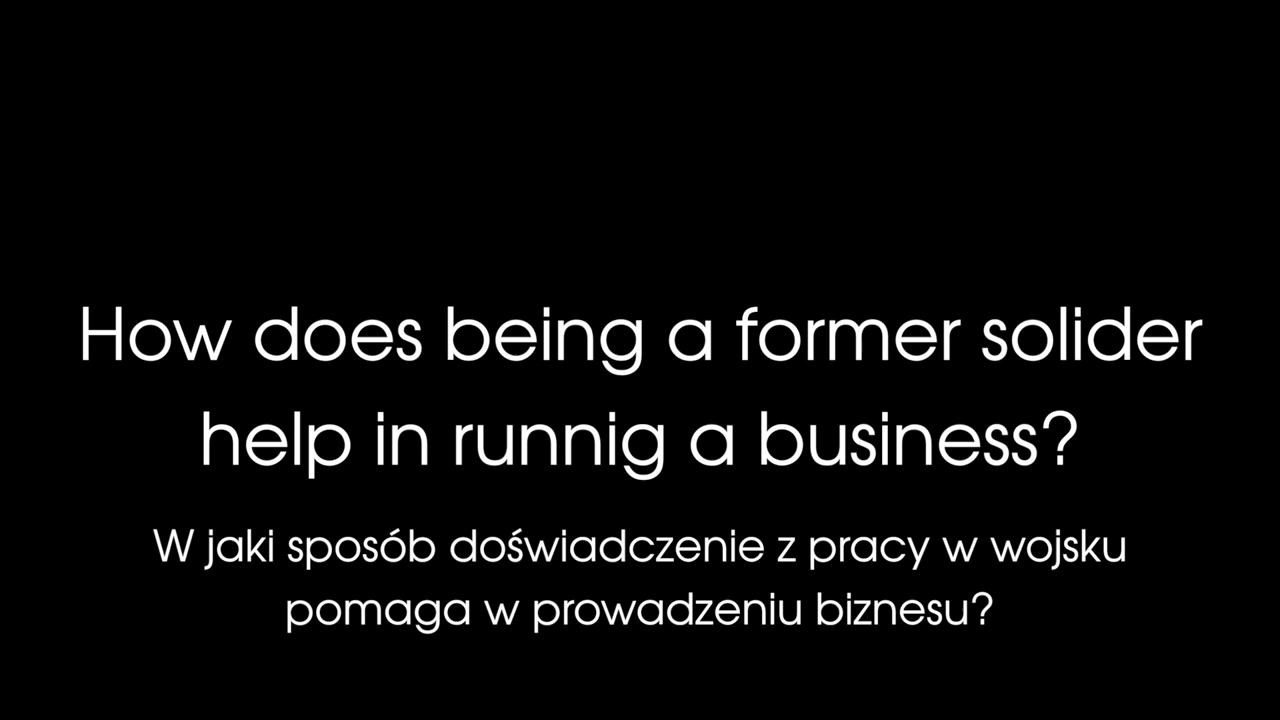 How does being a former solider
help in runnig a business?
W jaki sposób doświadczenie z pracy w wojsku
pomaga w prowadzeniu biznesu?